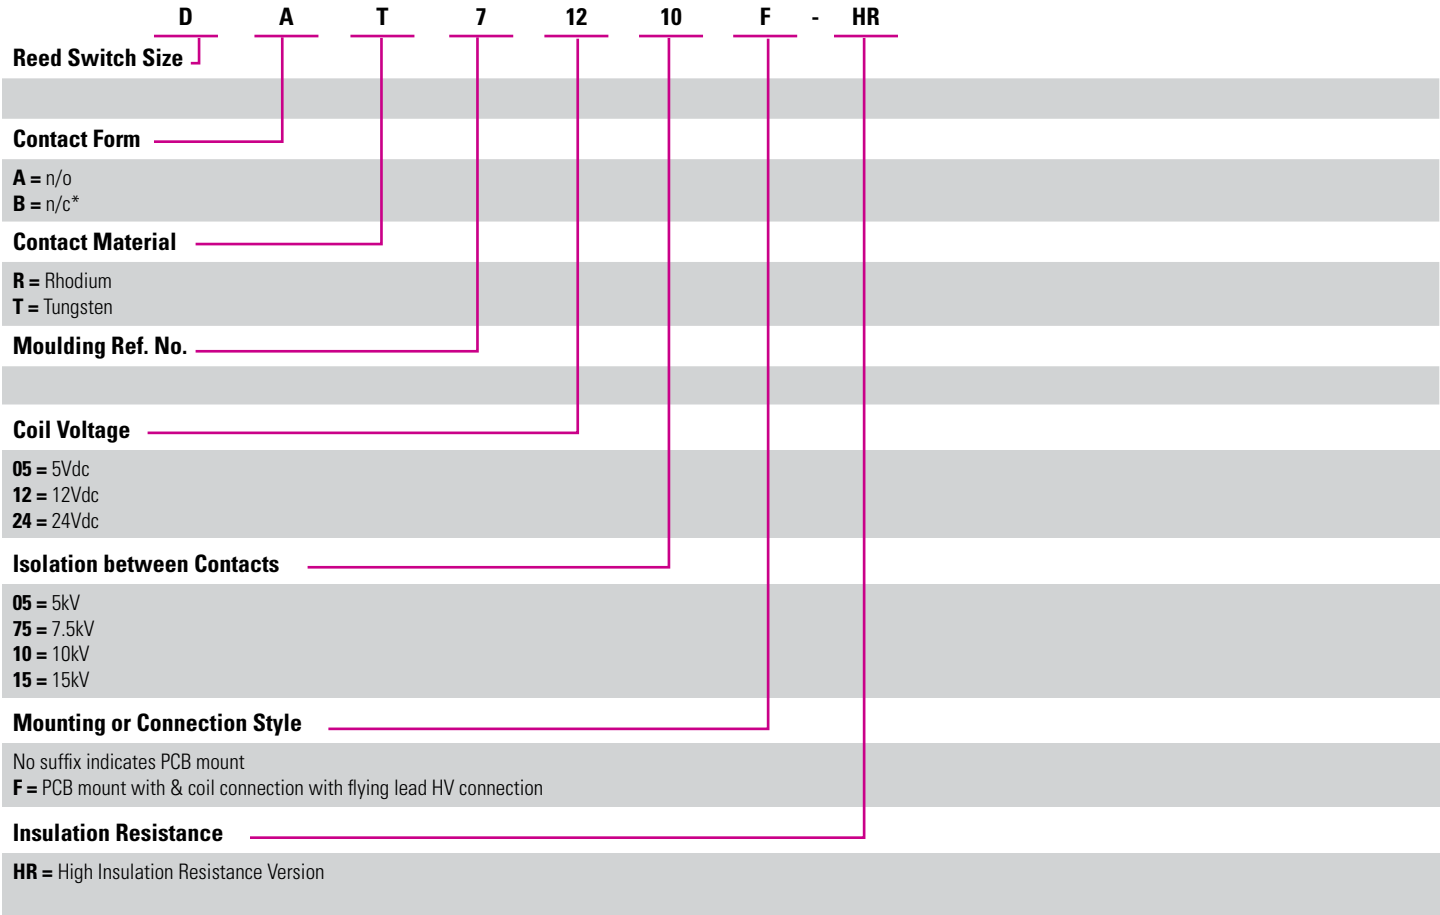 D A T 7 12 10 F - HR
Reed Switch Size
Contact Form
A = n/o
B = n/c*
Contact Material
R = Rhodium
T = Tungsten
Moulding Ref. No.
Coil Voltage
05 = 5Vdc
12 = 12Vdc
24 = 24Vdc
Isolation between Contacts
05 = 5kV
75 = 7.5kV
10 = 10kV
15 = 15kV
Mounting or Connection Style
No suffix indicates PCB mount
F = PCB mount with & coil connection with flying lead HV connection
Insulation Resistance
HR = High Insulation Resistance Version